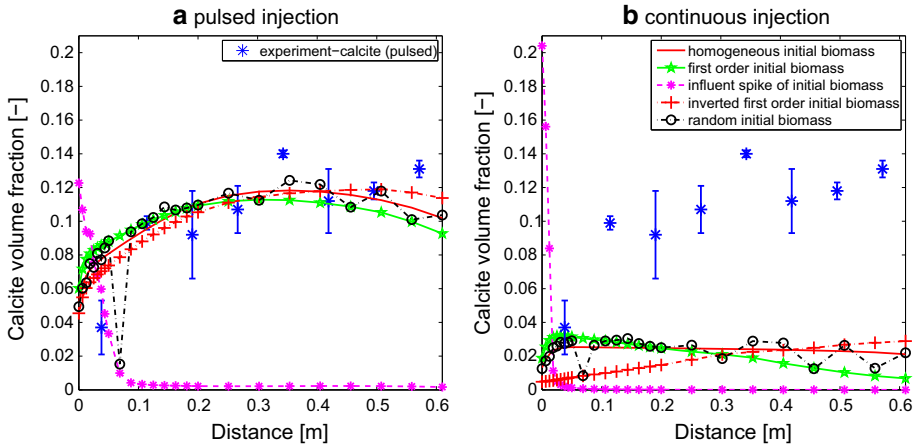 a pulsed injection
b continuous injection
experiment-calcite (pulsed)
homogeneous initial biomass
first order initial biomass
influent spike of initial biomass
inverted first order initial biomass
random initial biomass
Calcite volume fraction [-]
0.2
0.18
0.16
0.14
0.12
0.1
0.08
0.06
0.04
0.02
0
0 0.1 0.2 0.3 0.4 0.5 0.6
Distance [m]
Calcite volume fraction [-]
0.2
0.18
0.16
0.14
0.12
0.1
0.08
0.06
0.04
0.02
0
0 0.1 0.2 0.3 0.4 0.5 0.6
Distance [m]